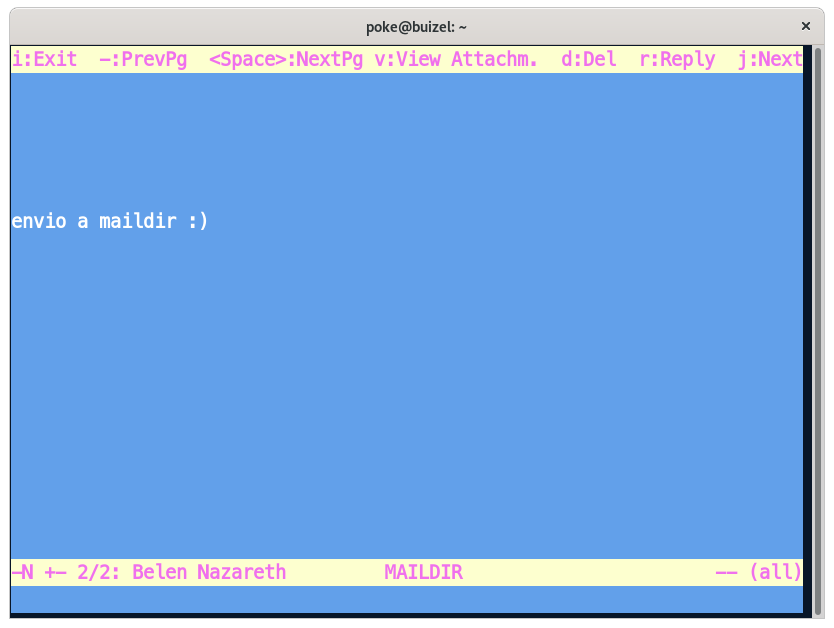 poke@buizel: ~
i:Exit  -:PrevPg  <Space>:NextPg v:View Attachm.  d:Del  r:Reply  j:Next
envio a maildir :)
-N +- 2/2: Belen Nazareth         MAILDIR                       -- (all)